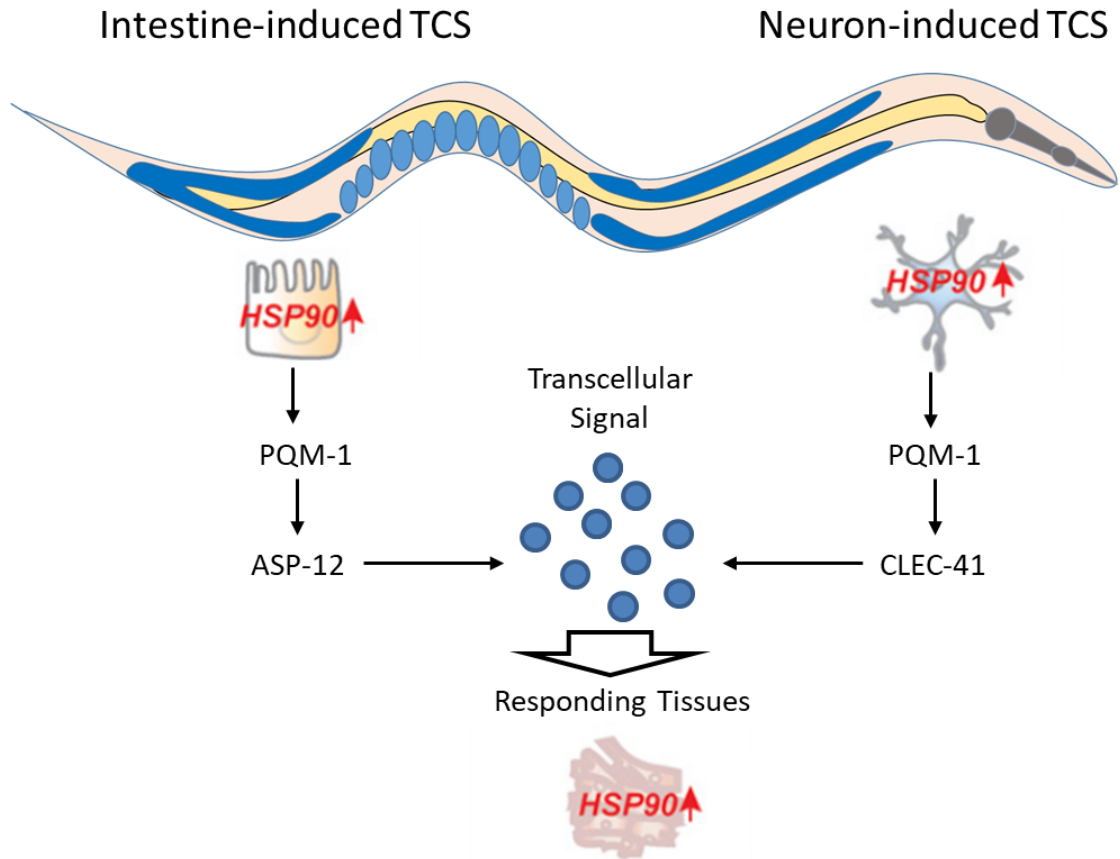 Intestine-induced TCS
Neuron-induced TCS
HSP90
HSP90
Transcellular
Signal
PQM-1
PQM-1
ASP-12
CLEC-41
Responding Tissues
HSP90